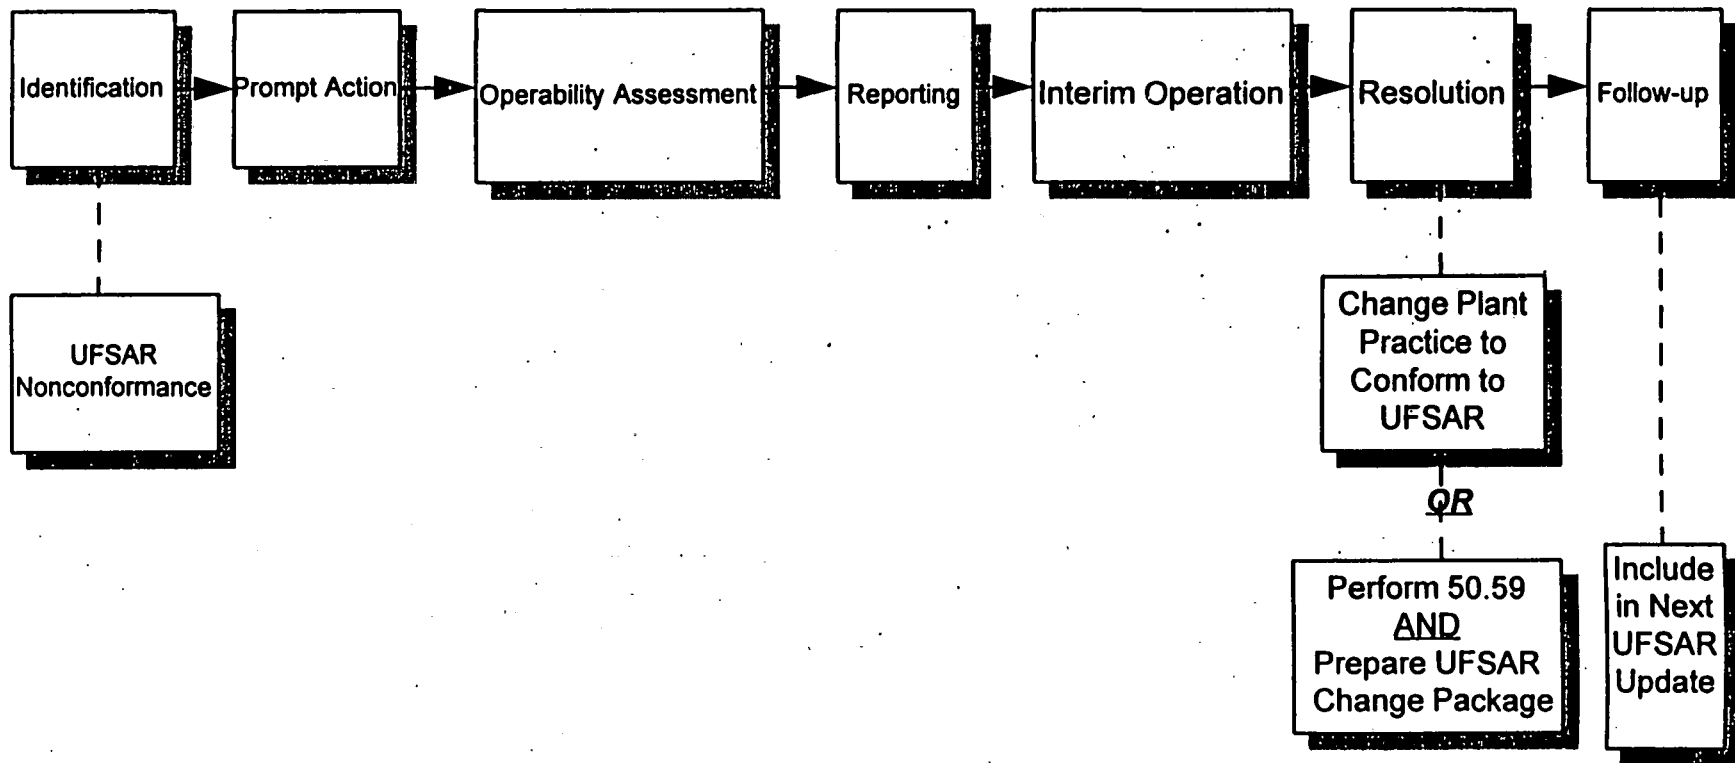 Identification
Prompt Action
Operability Assessment
Reporting
Interim Operation
Resolution
Follow-up
UFSAR
Nonconformance
Change Plant
Practice to
Conform to
UFSAR
OR
Perform 50.59
AND
Prepare UFSAR
Change Package
Include
in Next
UFSAR
Update